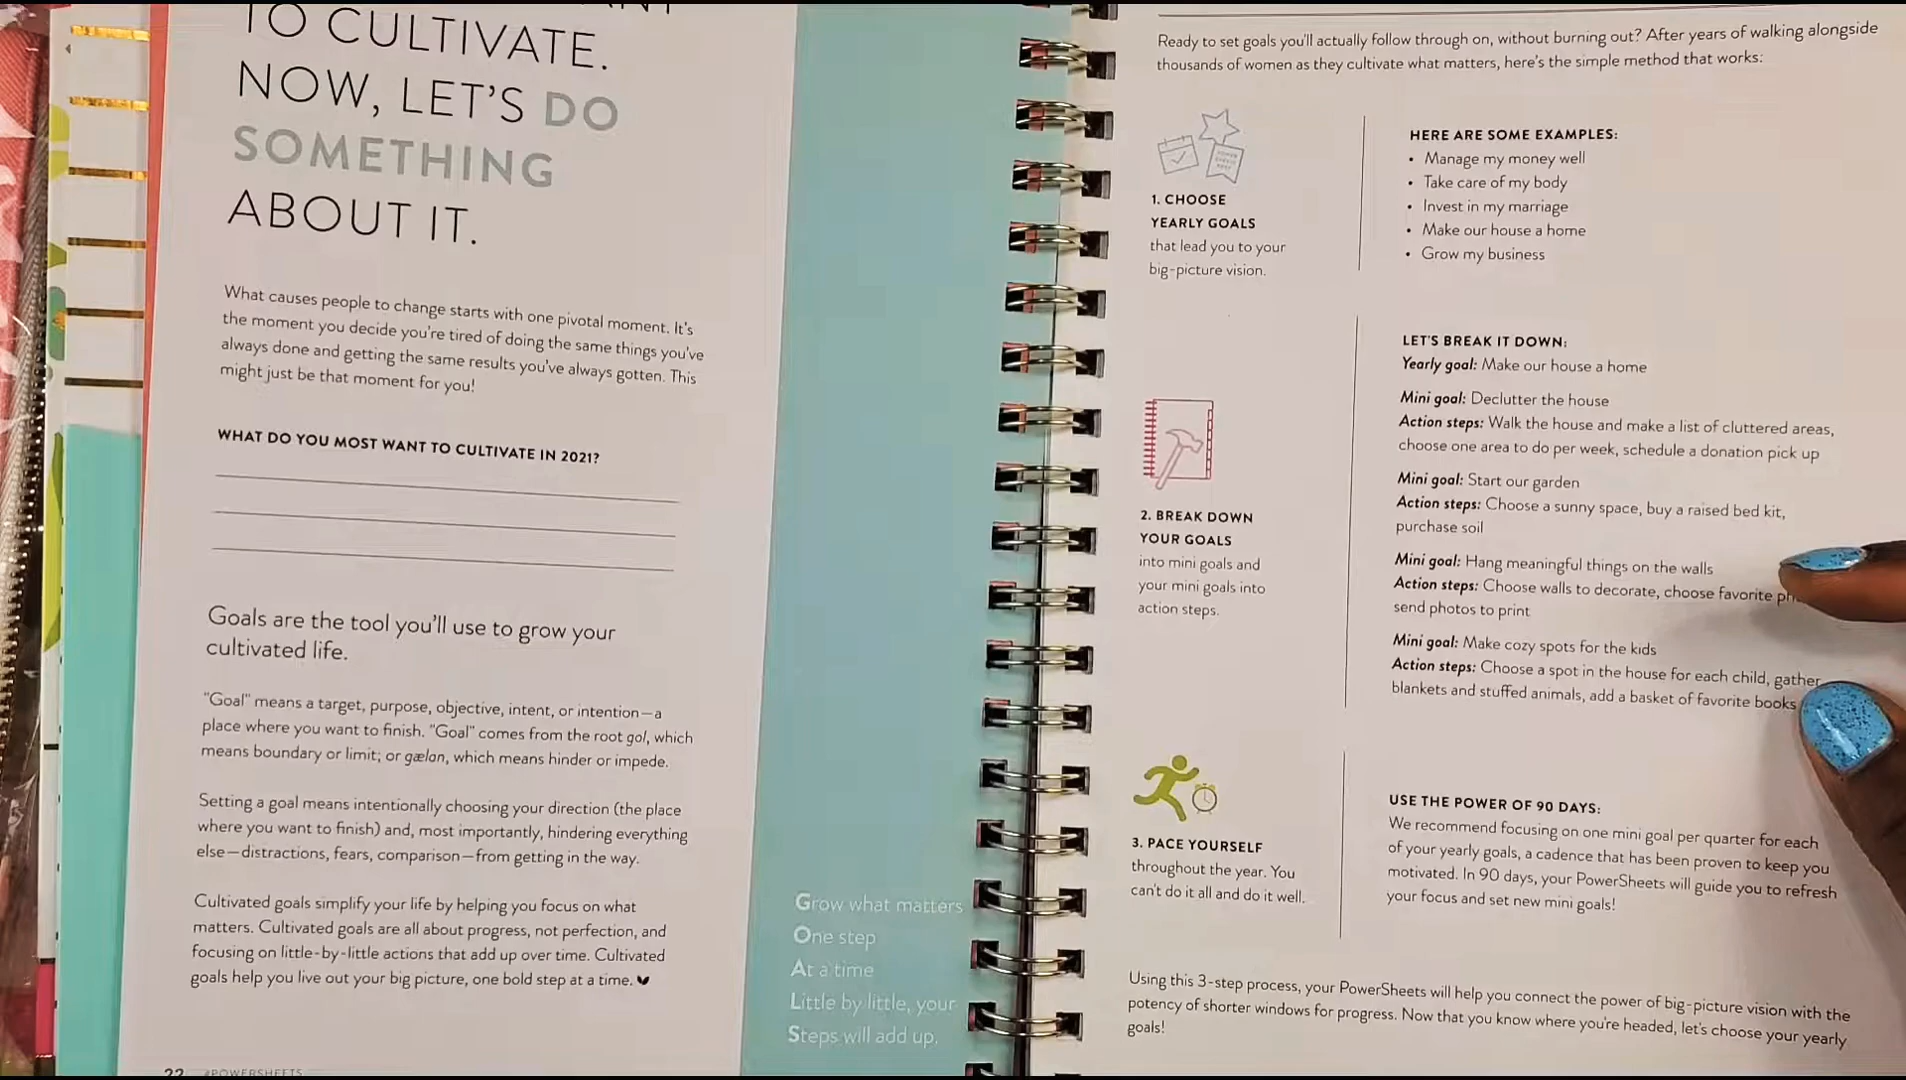 TO CULTIVATE.
NOW, LET'S DO
SOMETHING
ABOUT IT.
What causes people to change starts with one pivotal moment. It's
the moment you decide you're tired of doing the same things you've
always done and getting the same results you've always gotten. This
might just be that moment for you!
WHAT DO YOU MOST WANT TO CULTIVATE IN 2021?
Goals are the tool you'll use to grow your
cultivated life.
"Goal" means a target, purpose, objective, intent, or intention—a
place where you want to finish. "Goal" comes from the root gol, which
means boundary or limit; or gælan, which means hinder or impede.
Setting a goal means intentionally choosing your direction (the place
where you want to finish) and, most importantly, hindering everything
else—distractions, fears, comparison—from getting in the way.
Cultivated goals simplify your life by helping you focus on what
matters. Cultivated goals are all about progress, not perfection, and
focusing on little-by-little actions that add up over time. Cultivated
goals help you live out your big picture, one bold step at a time.
22 #POWERSHEETS
Grow what matters
One step
At a time
Little by little, your
Steps will add up.
Ready to set goals you'll actually follow through on, without burning out? After years of walking alongside
thousands of women as they cultivate what matters, here's the simple method that works:
1. CHOOSE
YEARLY GOALS
that lead you to your
big-picture vision.
HERE ARE SOME EXAMPLES:
• Manage my money well
• Take care of my body
• Invest in my marriage
• Make our house a home
• Grow my business
2. BREAK DOWN
YOUR GOALS
into mini goals and
your mini goals into
action steps.
LET'S BREAK IT DOWN:
Yearly goal: Make our house a home
Mini goal: Declutter the house
Action steps: Walk the house and make a list of cluttered areas,
choose one area to do per week, schedule a donation pick up
Mini goal: Start our garden
Action steps: Choose a sunny space, buy a raised bed kit,
purchase soil
Mini goal: Hang meaningful things on the walls
Action steps: Choose walls to decorate, choose favorite
send photos to print
Mini goal: Make cozy spots for the kids
Action steps: Choose a spot in the house for each child, gather
blankets and stuffed animals, add a basket of favorite books
3. PACE YOURSELF
throughout the year. You
can't do it all and do it well.
USE THE POWER OF 90 DAYS:
We recommend focusing on one mini goal per quarter for each
of your yearly goals, a cadence that has been proven to keep you
motivated. In 90 days, your PowerSheets will guide you to refresh
your focus and set new mini goals!
Using this 3-step process, your PowerSheets will help you connect the power of big-picture vision with the
potency of shorter windows for progress. Now that you know where you're headed, let's choose your yearly
goals!